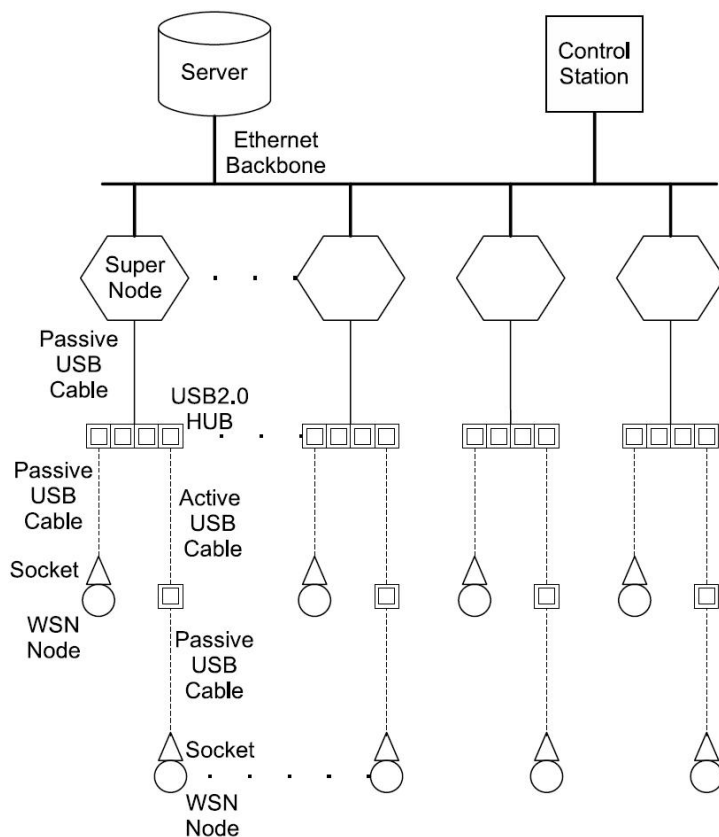 Server
Control
Station
Ethernet
Backbone
Super
Node
Passive
USB
Cable
USB2.0
HUB
Passive
USB
Cable
Active
USB
Cable
Socket
WSN
Node
Passive
USB
Cable
Socket
WSN
Node